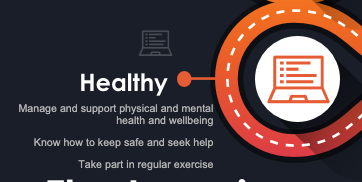 Healthy
Manage and support physical and mental
health and wellbeing
Know how to keep safe and seek help
Take part in regular exercise